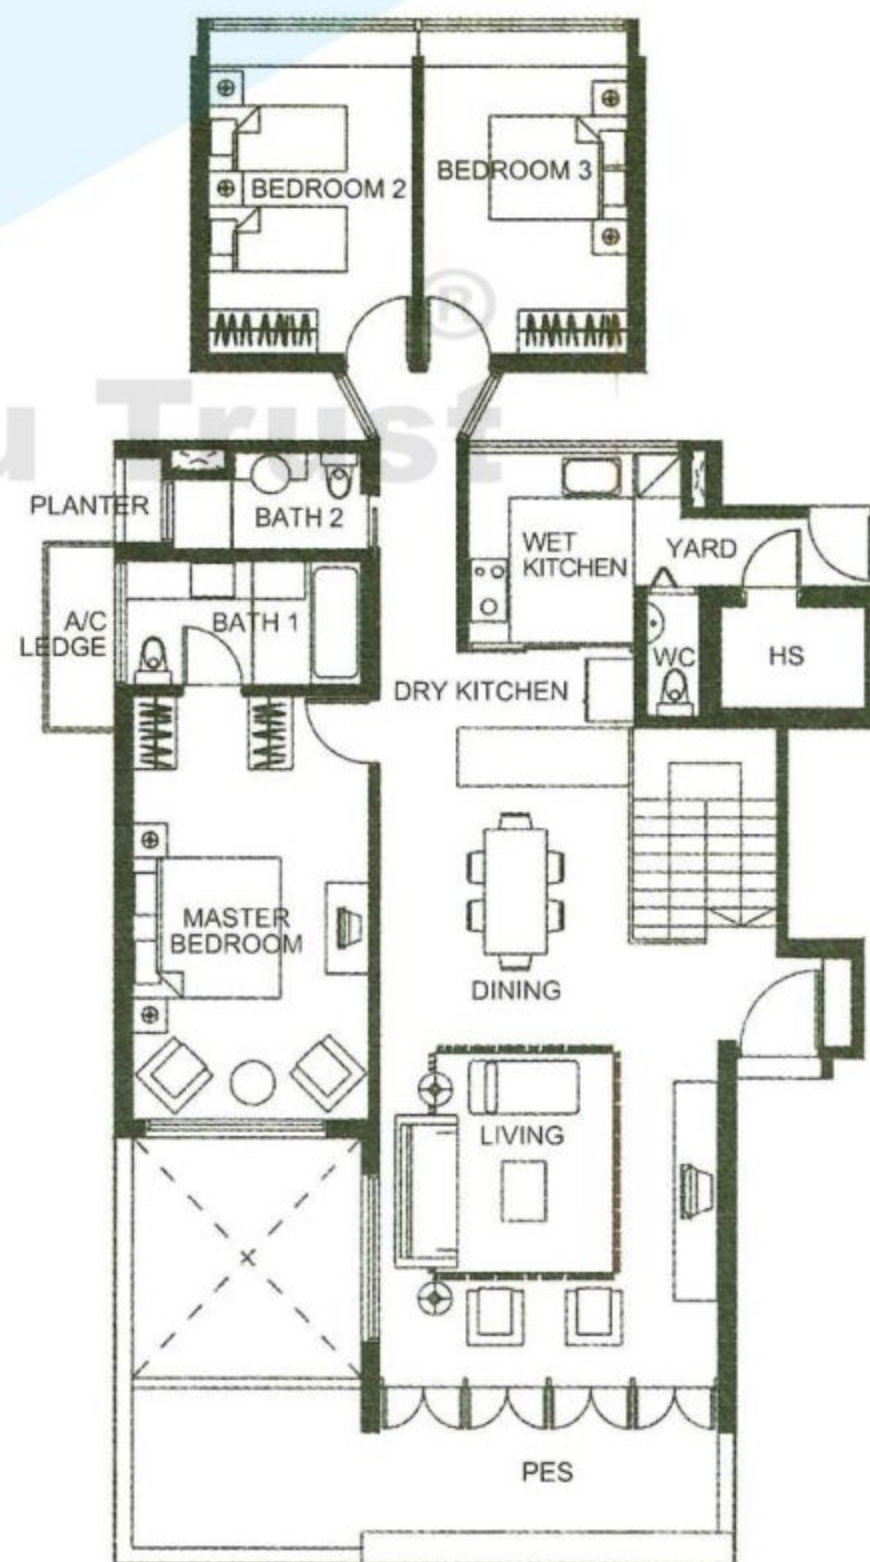 BEDROOM 2
BEDROOM 3
®
u Trust
PLANTER
BATH 2
WET
KITCHEN
YARD
A/C
LEDGE
BATH 1
WC
HS
DRY KITCHEN
MASTER
BEDROOM
DINING
LIVING
PES